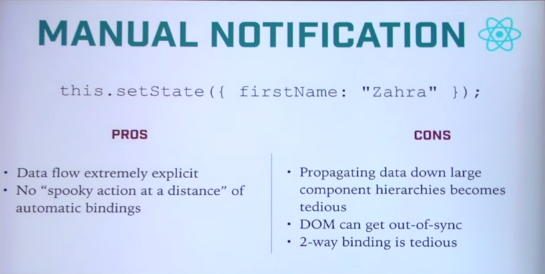 MANUAL NOTIFICATION
this.setState({ firstName: "Zahra" });
PROS
• Data flow extremely explicit
• No “spooky action at a distance” of
automatic bindings
CONS
• Propagating data down large
component hierarchies becomes
tedious
• DOM can get out-of-sync
• 2-way binding is tedious